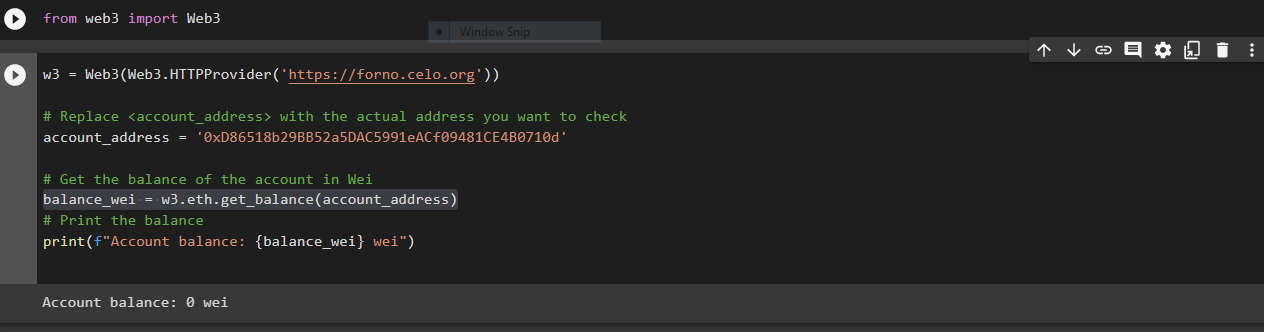 from web3 import Web3
Window Snip
w3 = Web3(Web3.HTTPProvider('https://forno.celo.org'))
# Replace <account_address> with the actual address you want to check
account_address = '0xD86518b29BB52a5DAC5991eACf09481CE4B0710d'
# Get the balance of the account in Wei
balance_wei = w3.eth.get_balance(account_address)
# Print the balance
print(f"Account balance: {balance_wei} wei")
Account balance: 0 wei